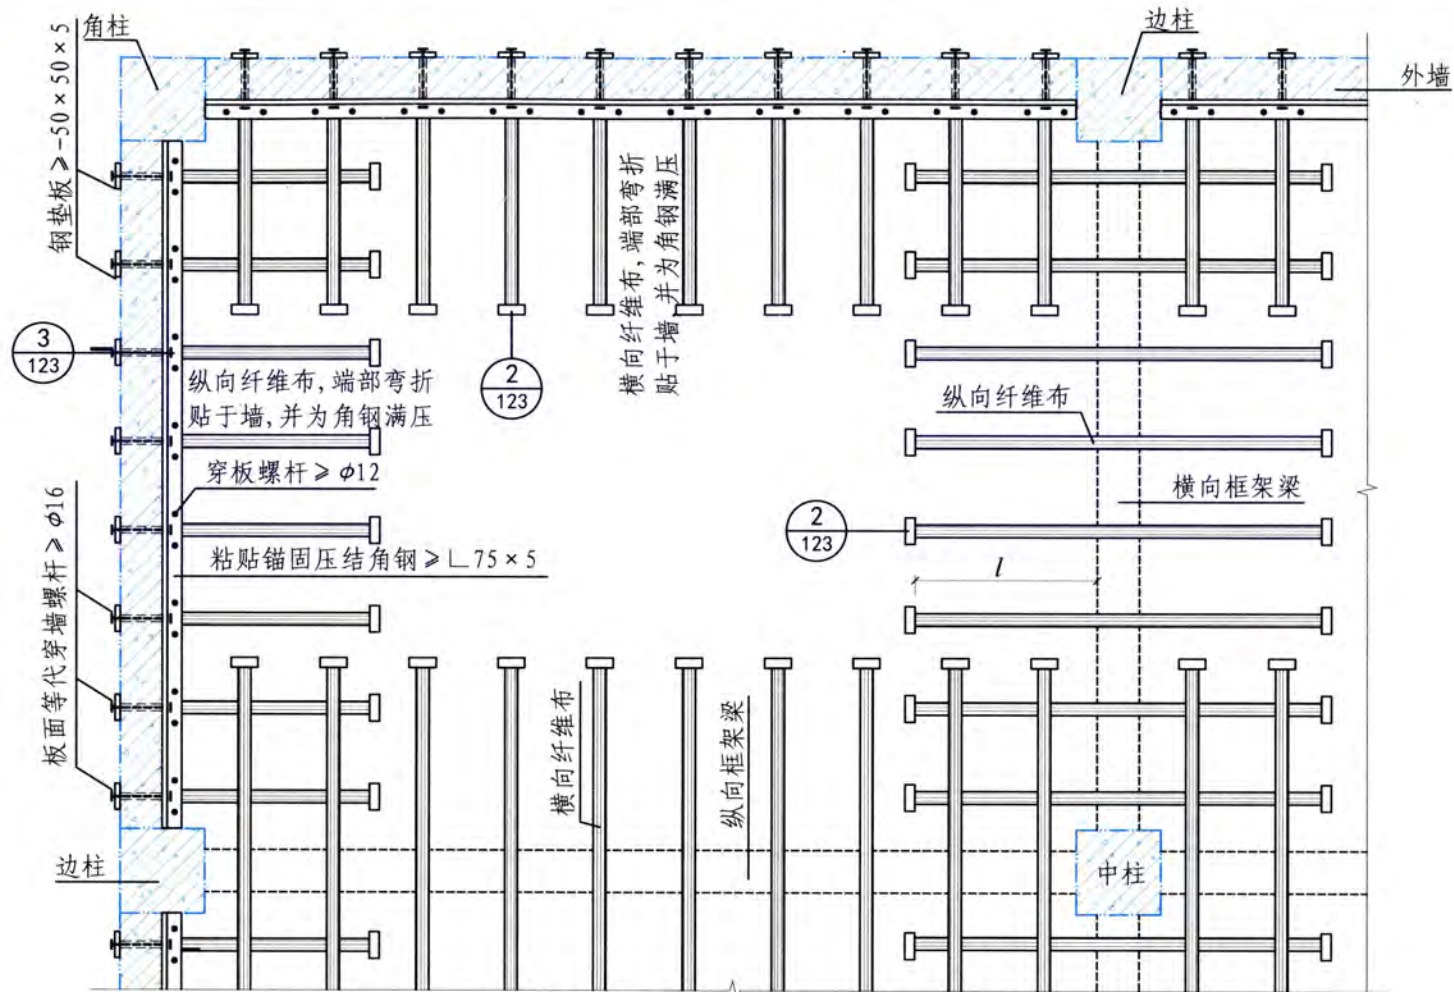 角柱
边柱
外墙
钢垫板≥-50×50×5
横向纤维布,端部弯折
贴于墙,并为角钢满压
3
123
2
123
纵向纤维布,端部弯折
贴于墙,并为角钢满压
纵向纤维布
穿板螺杆≥φ12
横向框架梁
2
123
板面等代穿墙螺杆≥φ16
粘贴锚固压结角钢≥∟75×5
l
横向纤维布
纵向框架梁
边柱
中柱